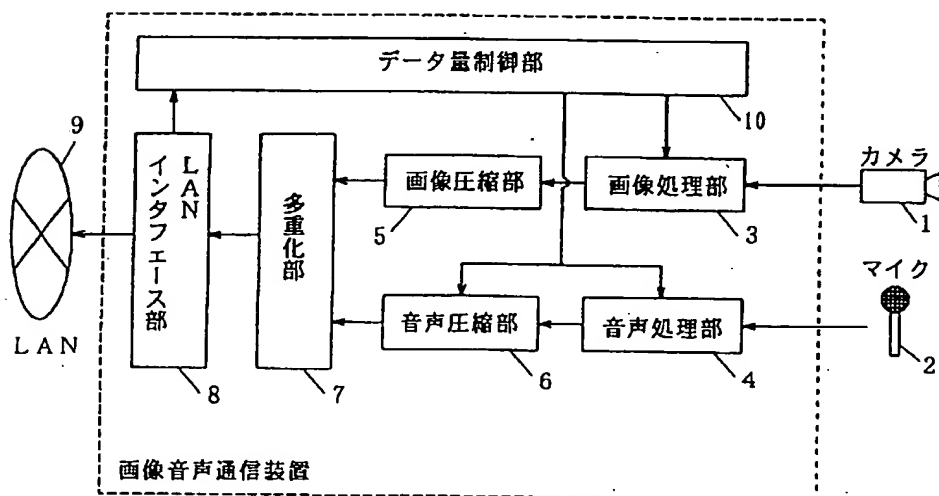 データ量制御部
10
9
LAN
インタフェース部
多重化部
画像圧縮部
5
画像処理部
3
カメラ
1
マイク
音声圧縮部
6
音声処理部
4
2
LAN
8
7
画像音声通信装置